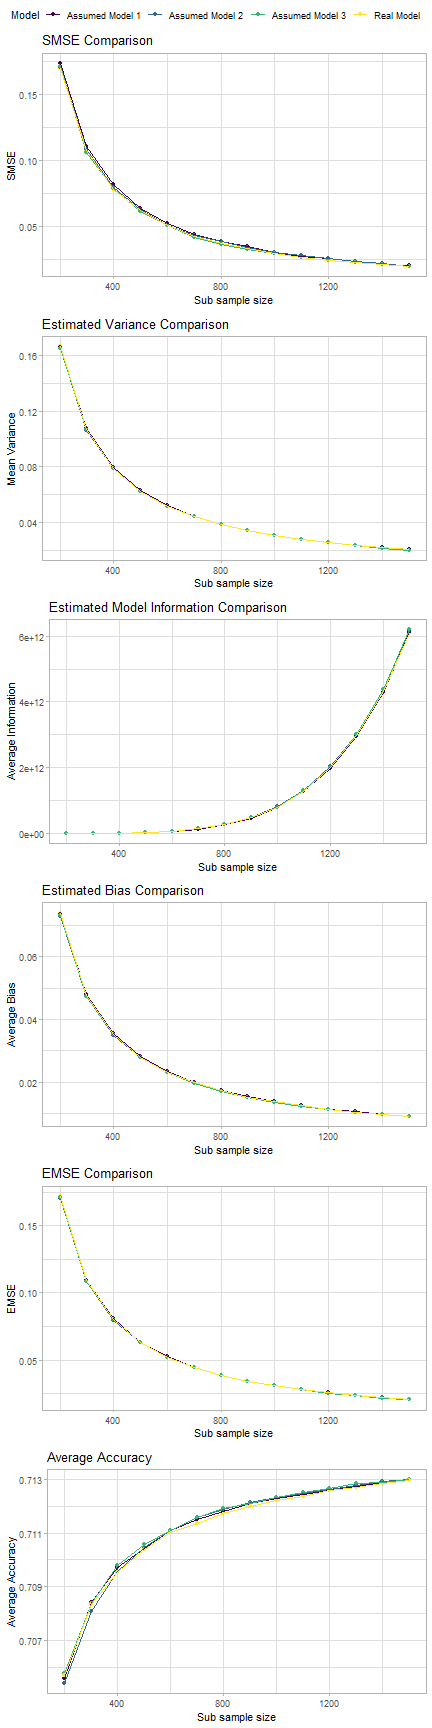 Model Assumed Model 1 Assumed Model 2 Assumed Model 3 Real Model
SMSE Comparison
0.15
0.10
0.05
SMSE
400 800 1200
Sub sample size
Estimated Variance Comparison
0.16
0.12
0.08
0.04
Mean Variance
400 800 1200
Sub sample size
Estimated Model Information Comparison
6e+12
4e+12
2e+12
0e+00
Average Information
400 800 1200
Sub sample size
Estimated Bias Comparison
0.06
0.04
0.02
Average Bias
400 800 1200
Sub sample size
EMSE Comparison
0.15
0.10
0.05
EMSE
400 800 1200
Sub sample size
Average Accuracy
0.713
0.711
0.709
0.707
Average Accuracy
400 800 1200
Sub sample size